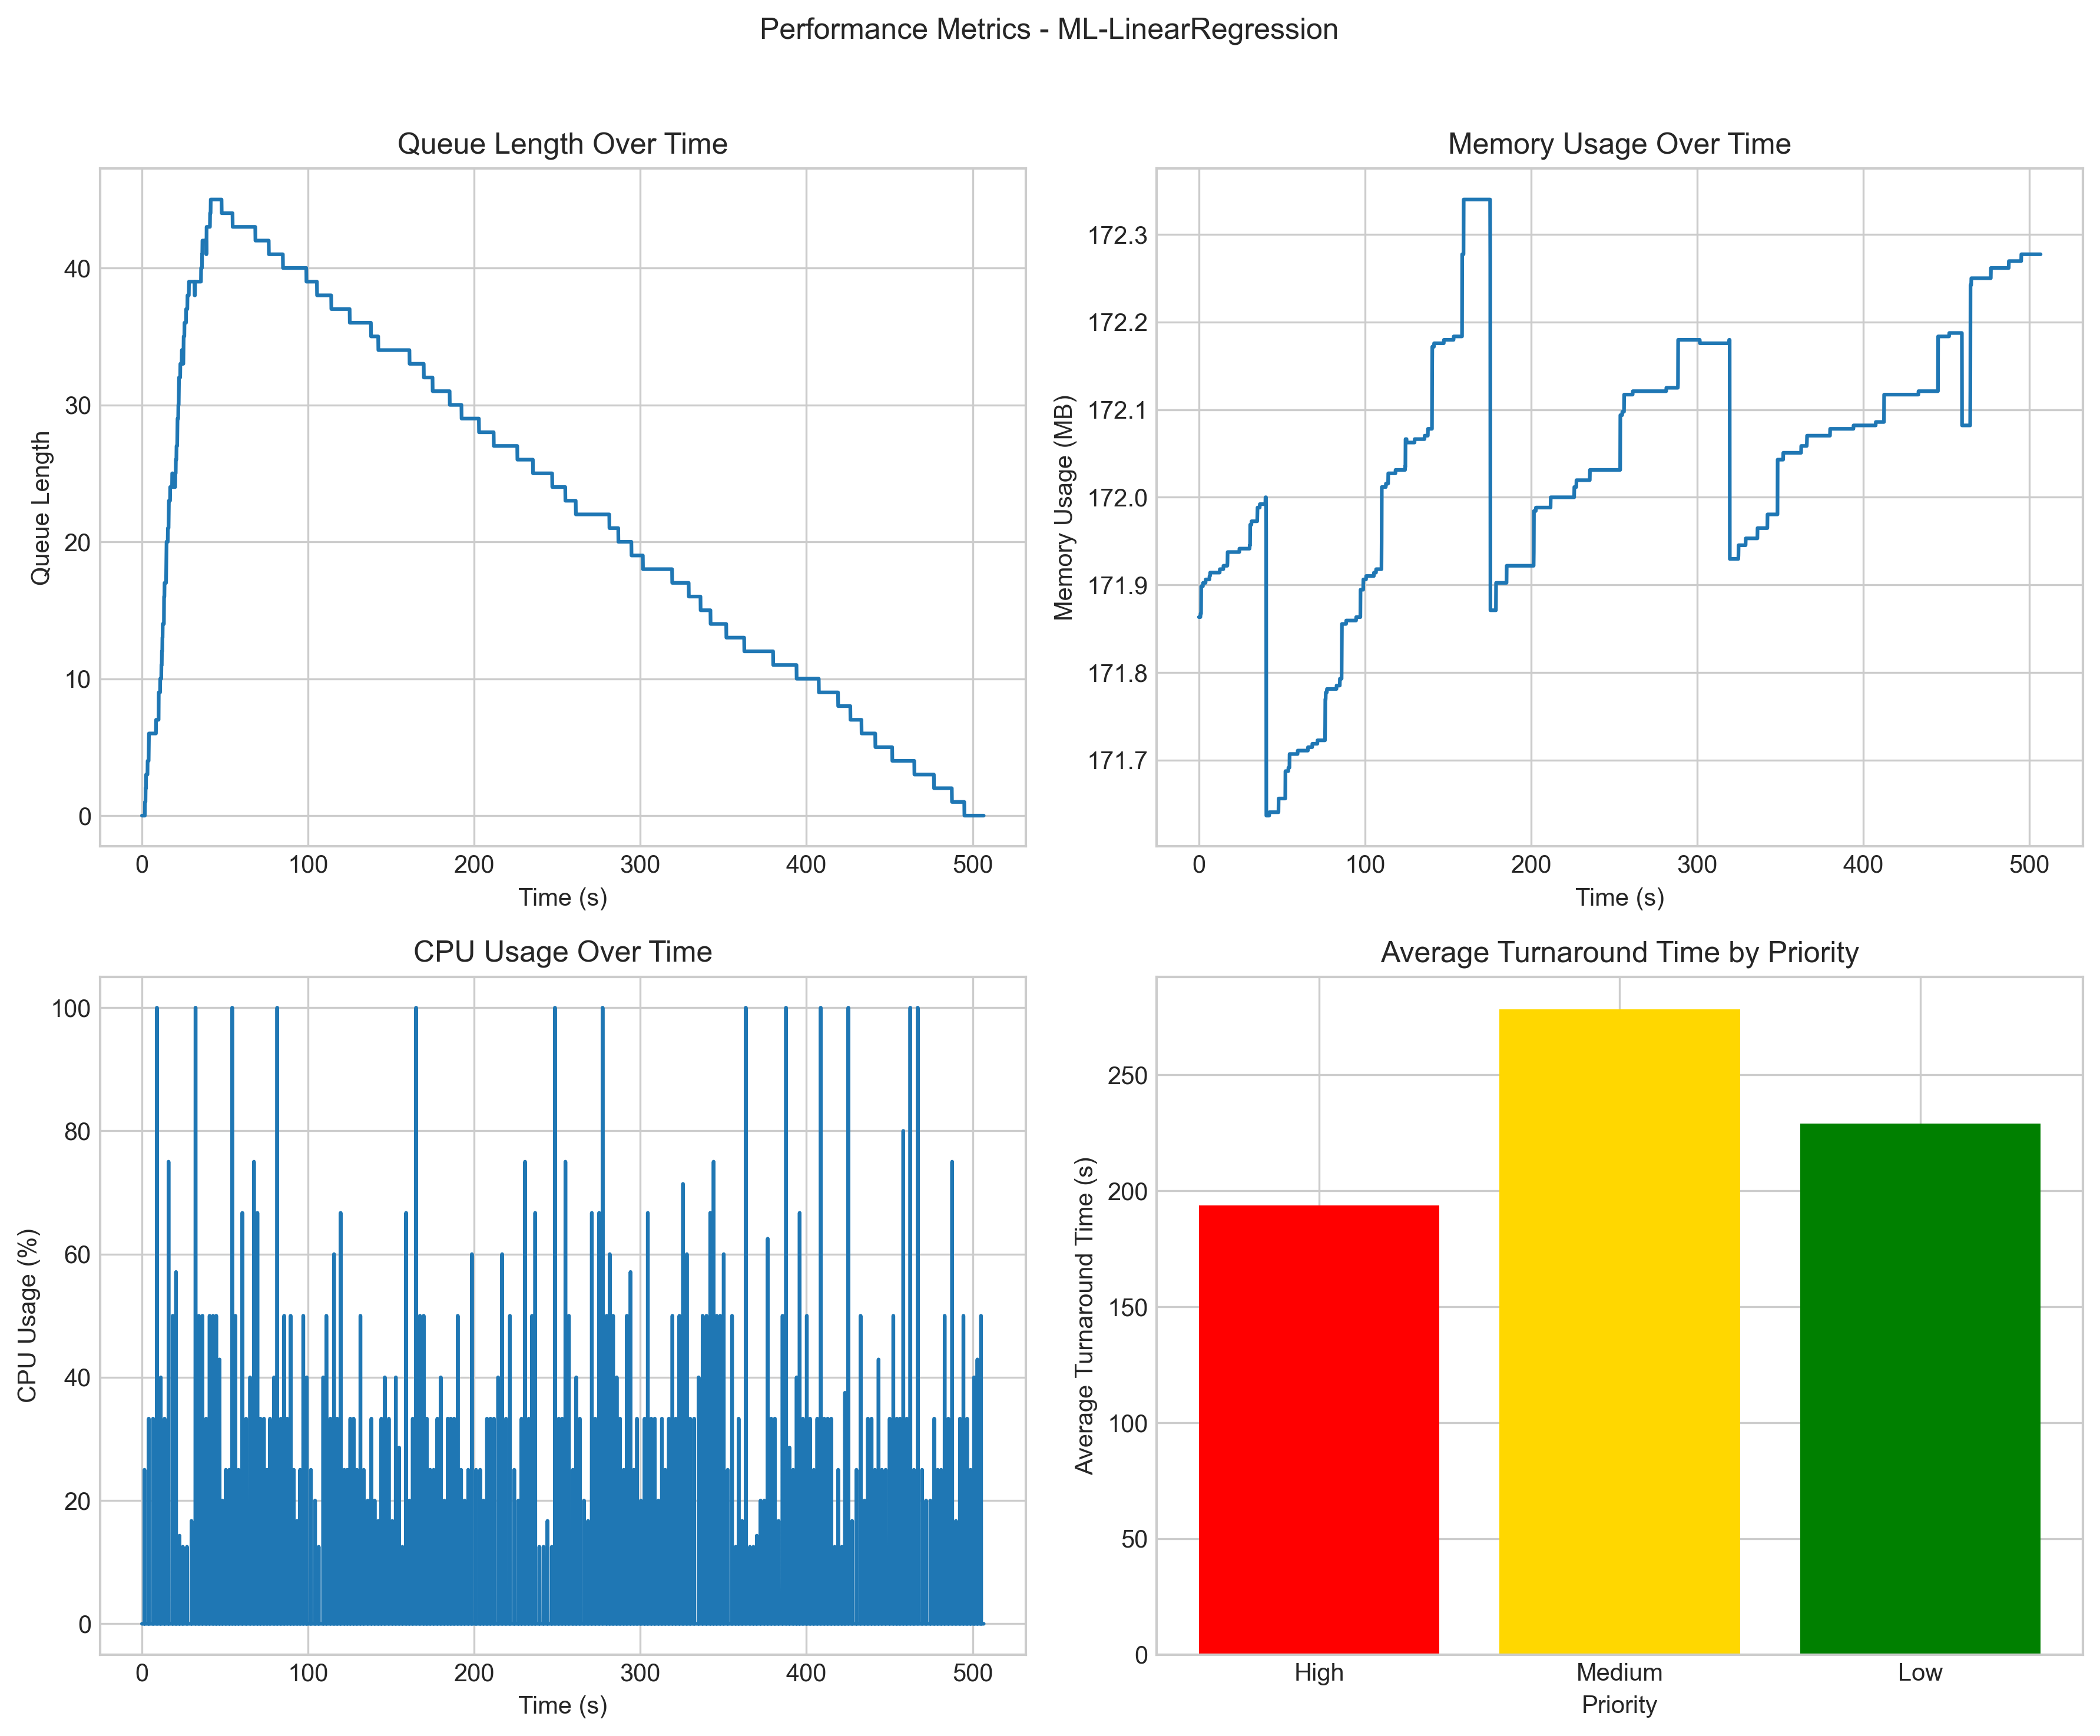 Performance Metrics - ML-LinearRegression
Queue Length Over Time
Queue Length
40
30
20
10
0
0 100 200 300 400 500
Time (s)
Memory Usage Over Time
Memory Usage (MB)
172.3
172.2
172.1
172.0
171.9
171.8
171.7
0 100 200 300 400 500
Time (s)
CPU Usage Over Time
CPU Usage (%)
100
80
60
40
20
0
0 100 200 300 400 500
Time (s)
Average Turnaround Time by Priority
Average Turnaround Time (s)
250
200
150
100
50
0
High Medium Low
Priority